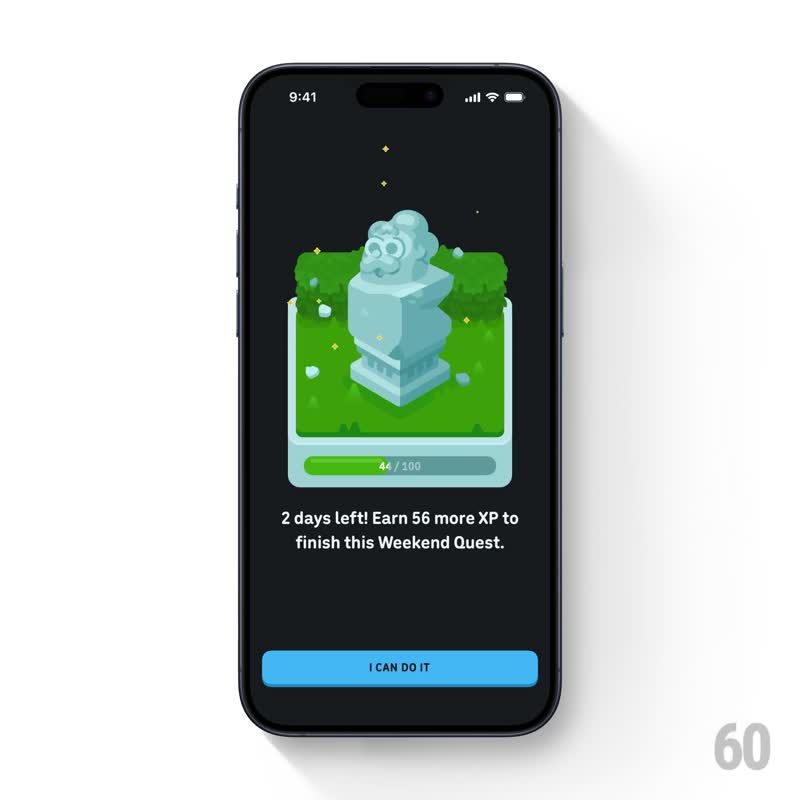 9:41
44 / 100
2 days left! Earn 56 more XP to
finish this Weekend Quest.
I CAN DO IT
60